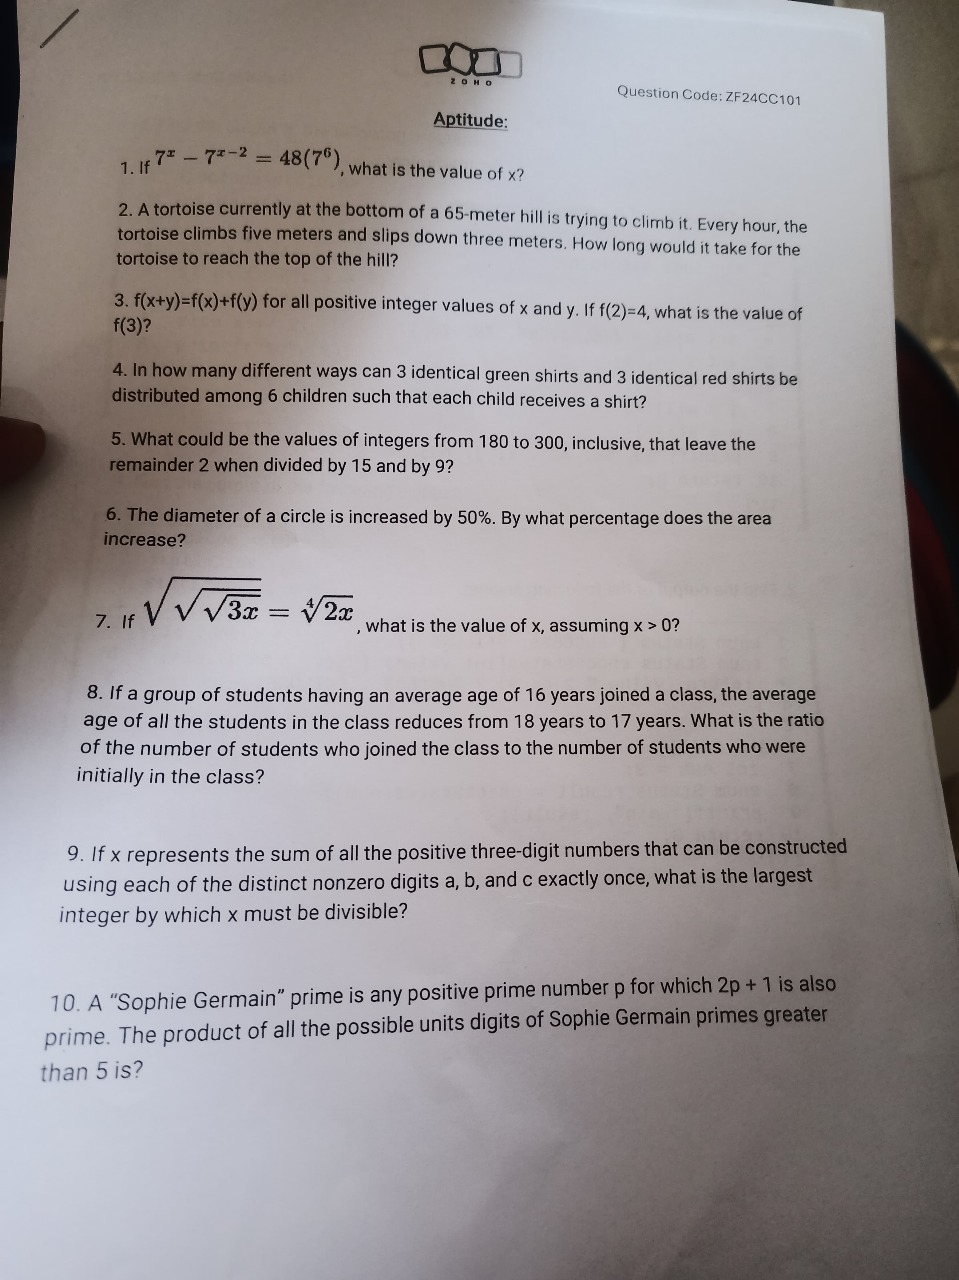 ZOHO
Question Code: ZF24CC101
Aptitude:
1. If 7^x − 7^(x−2) = 48(7^6), what is the value of x?
2. A tortoise currently at the bottom of a 65-meter hill is trying to climb it. Every hour, the
tortoise climbs five meters and slips down three meters. How long would it take for the
tortoise to reach the top of the hill?
3. f(x+y)=f(x)+f(y) for all positive integer values of x and y. If f(2)=4, what is the value of
f(3)?
4. In how many different ways can 3 identical green shirts and 3 identical red shirts be
distributed among 6 children such that each child receives a shirt?
5. What could be the values of integers from 180 to 300, inclusive, that leave the
remainder 2 when divided by 15 and by 9?
6. The diameter of a circle is increased by 50%. By what percentage does the area
increase?
7. If √(√(√(3x))) = ∜(2x), what is the value of x, assuming x > 0?
8. If a group of students having an average age of 16 years joined a class, the average
age of all the students in the class reduces from 18 years to 17 years. What is the ratio
of the number of students who joined the class to the number of students who were
initially in the class?
9. If x represents the sum of all the positive three-digit numbers that can be constructed
using each of the distinct nonzero digits a, b, and c exactly once, what is the largest
integer by which x must be divisible?
10. A “Sophie Germain” prime is any positive prime number p for which 2p + 1 is also
prime. The product of all the possible units digits of Sophie Germain primes greater
than 5 is?